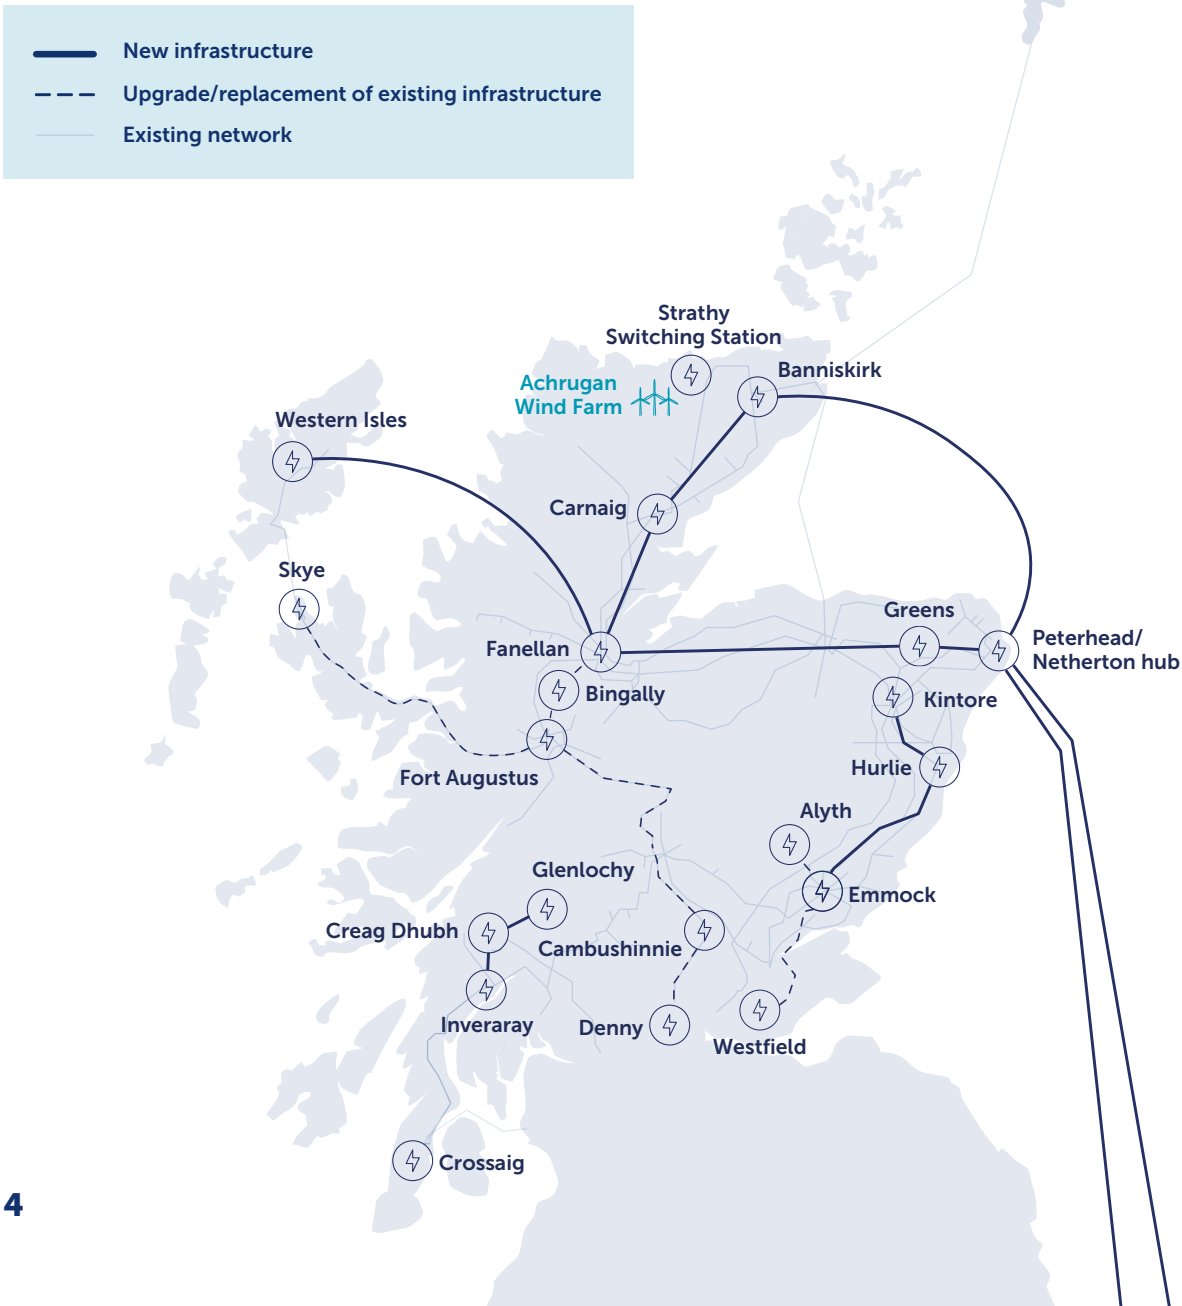 New infrastructure
Upgrade/replacement of existing infrastructure
Existing network
Strathy
Switching Station
Banniskirk
Achrugan
Wind Farm
Western Isles
Carnaig
Skye
Greens
Fanellan
Peterhead/
Netherton hub
Bingally
Kintore
Fort Augustus
Hurlie
Alyth
Glenlochy
Emmock
Creag Dhubh
Cambushinnie
Inveraray
Denny
Westfield
Crossaig
4